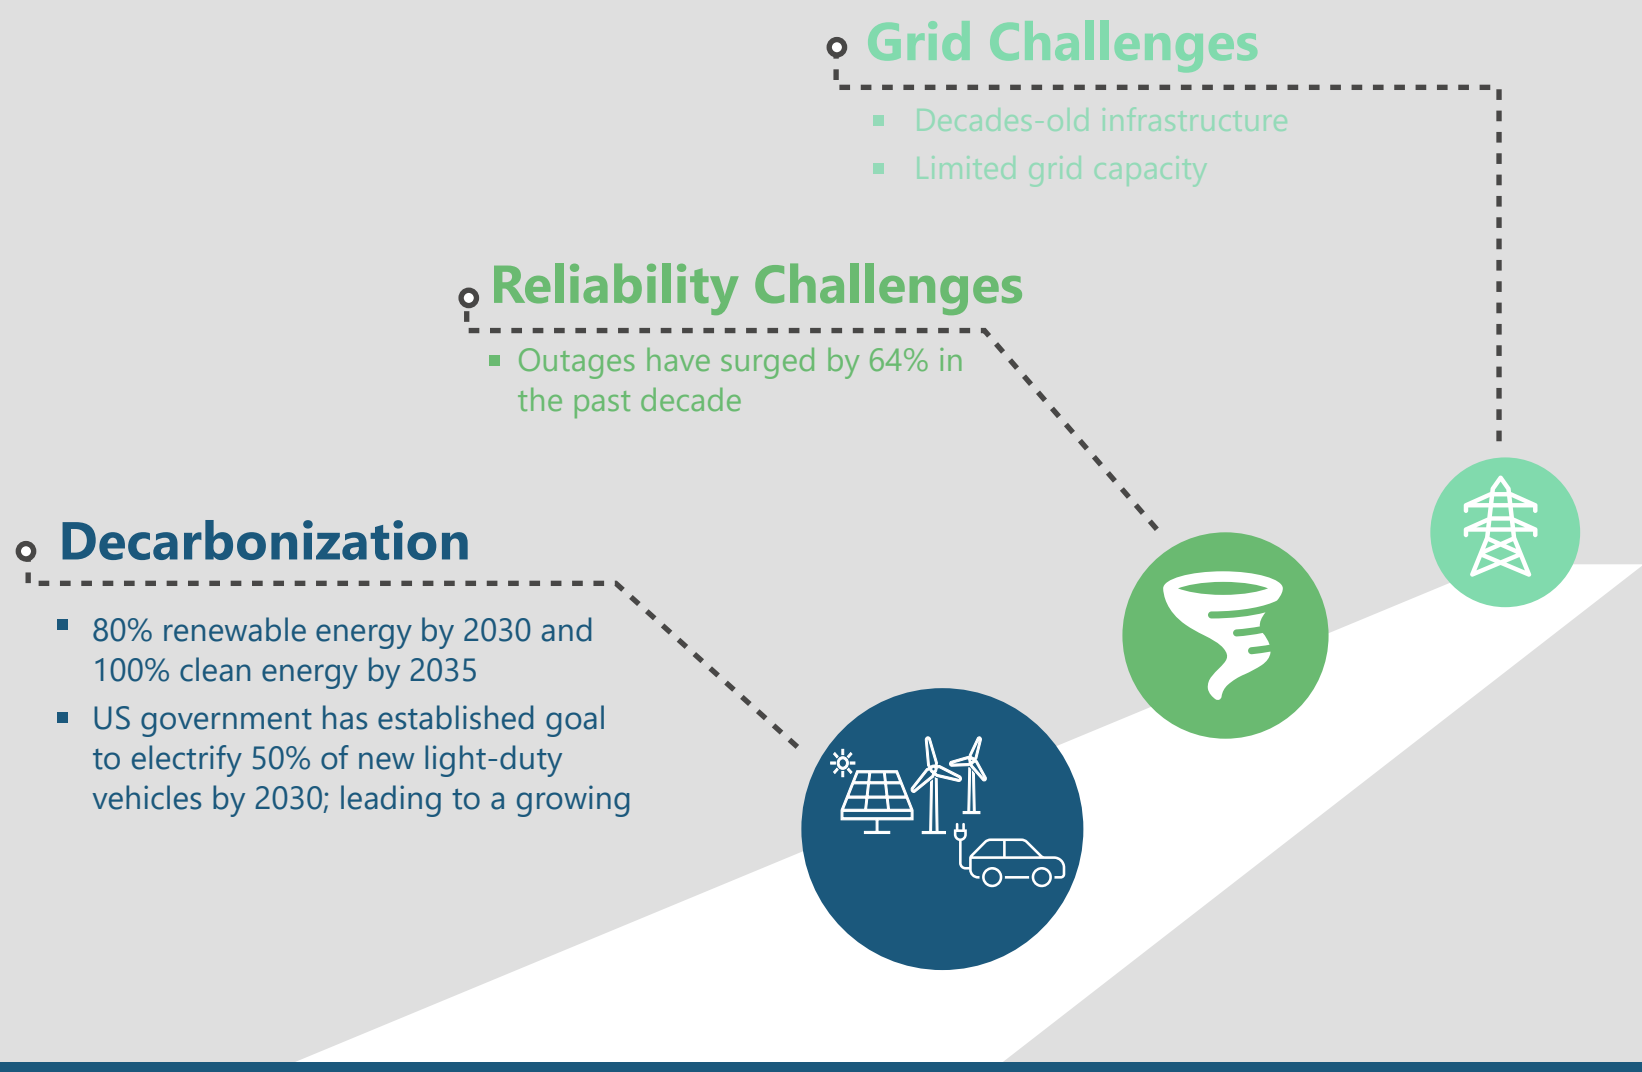 Grid Challenges
Decades-old infrastructure
Limited grid capacity
Reliability Challenges
Outages have surged by 64% in
the past decade
Decarbonization
80% renewable energy by 2030 and
100% clean energy by 2035
US government has established goal
to electrify 50% of new light-duty
vehicles by 2030; leading to a growing